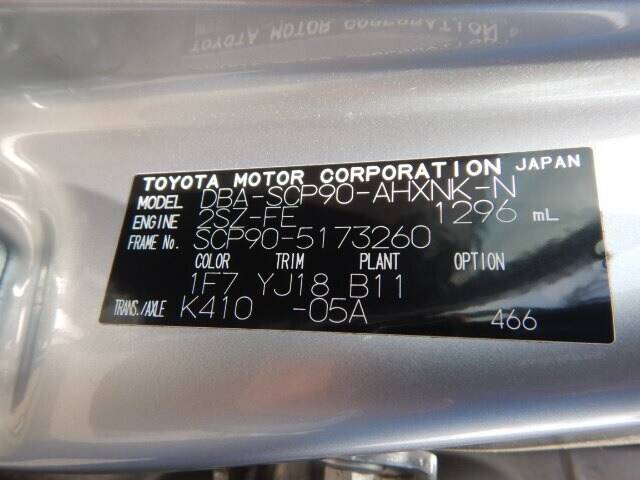 TOYOTA MOTOR CORPORATION JAPAN
MODEL DBA-SCP90-AHXNK-N
ENGINE 2SZ-FE 1296 mL
FRAME No. SCP90-5173260
COLOR TRIM PLANT OPTION
1F7 YJ18 B11
TRANS./AXLE K410 -05A 466